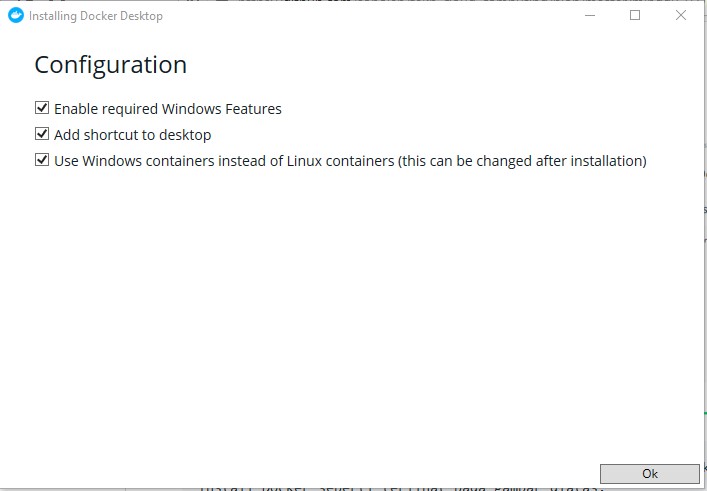 Installing Docker Desktop
Configuration
Enable required Windows Features
Add shortcut to desktop
Use Windows containers instead of Linux containers (this can be changed after installation)
Ok